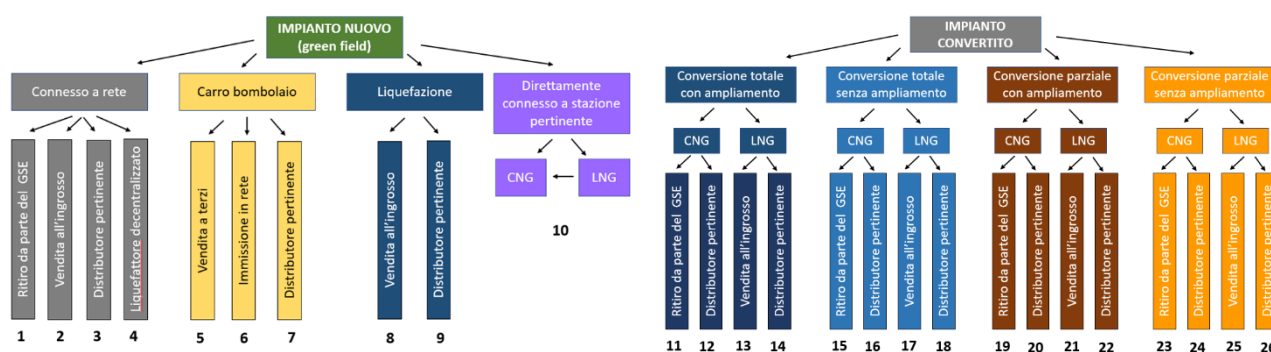 IMPIANTO NUOVO
(green field)
Connesso a rete
Carro bombolaio
Liquefazione
Direttamente
connesso a stazione
pertinente
CNG
LNG
Ritiro da parte del GSE
Vendita all'ingrosso
Distributore pertinente
Liquefattore decentralizzato
Vendita a terzi
Immissione in rete
Distributore pertinente
Vendita all'ingrosso
Distributore pertinente
10
1
2
3
4
5
6
7
8
9
IMPIANTO
CONVERTITO
Conversione totale
con ampliamento
Conversione totale
senza ampliamento
Conversione parziale
con ampliamento
Conversione parziale
senza ampliamento
CNG
LNG
CNG
LNG
CNG
LNG
CNG
LNG
Ritiro da parte del GSE
Distributore pertinente
Vendita all'ingrosso
Distributore pertinente
Ritiro da parte del GSE
Distributore pertinente
Vendita all'ingrosso
Distributore pertinente
Ritiro da parte del GSE
Distributore pertinente
Vendita all'ingrosso
Distributore pertinente
Ritiro da parte del GSE
Distributore pertinente
Vendita all'ingrosso
Distributore pertinente
11
12
13
14
15
16
17
18
19
20
21
22
23
24
25
26